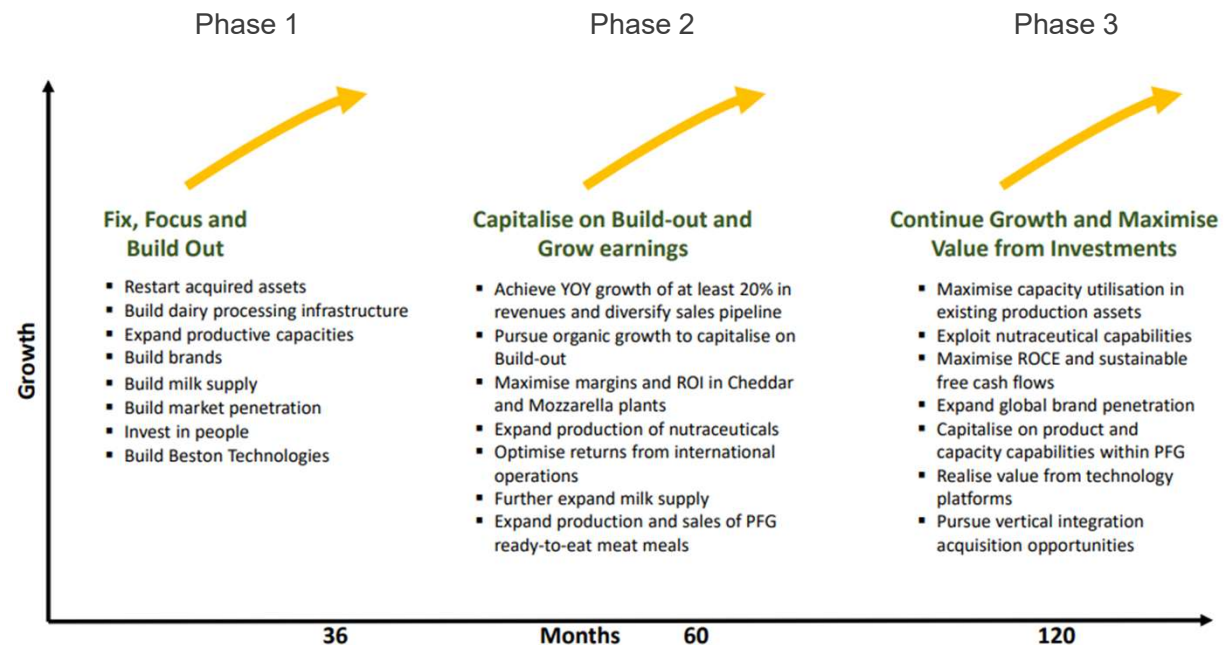 Phase 1
Phase 2
Phase 3
Growth
Fix, Focus and
Build Out
▪ Restart acquired assets
▪ Build dairy processing infrastructure
▪ Expand productive capacities
▪ Build brands
▪ Build milk supply
▪ Build market penetration
▪ Invest in people
▪ Build Beston Technologies
Capitalise on Build-out and
Grow earnings
▪ Achieve YOY growth of at least 20% in
revenues and diversify sales pipeline
▪ Pursue organic growth to capitalise on
Build-out
▪ Maximise margins and ROI in Cheddar
and Mozzarella plants
▪ Expand production of nutraceuticals
▪ Optimise returns from international
operations
▪ Further expand milk supply
▪ Expand production and sales of PFG
ready-to-eat meat meals
Continue Growth and Maximise
Value from Investments
▪ Maximise capacity utilisation in
existing production assets
▪ Exploit nutraceutical capabilities
▪ Maximise ROCE and sustainable
free cash flows
▪ Expand global brand penetration
▪ Capitalise on product and
capacity capabilities within PFG
▪ Realise value from technology
platforms
▪ Pursue vertical integration
acquisition opportunities
36
Months
60
120